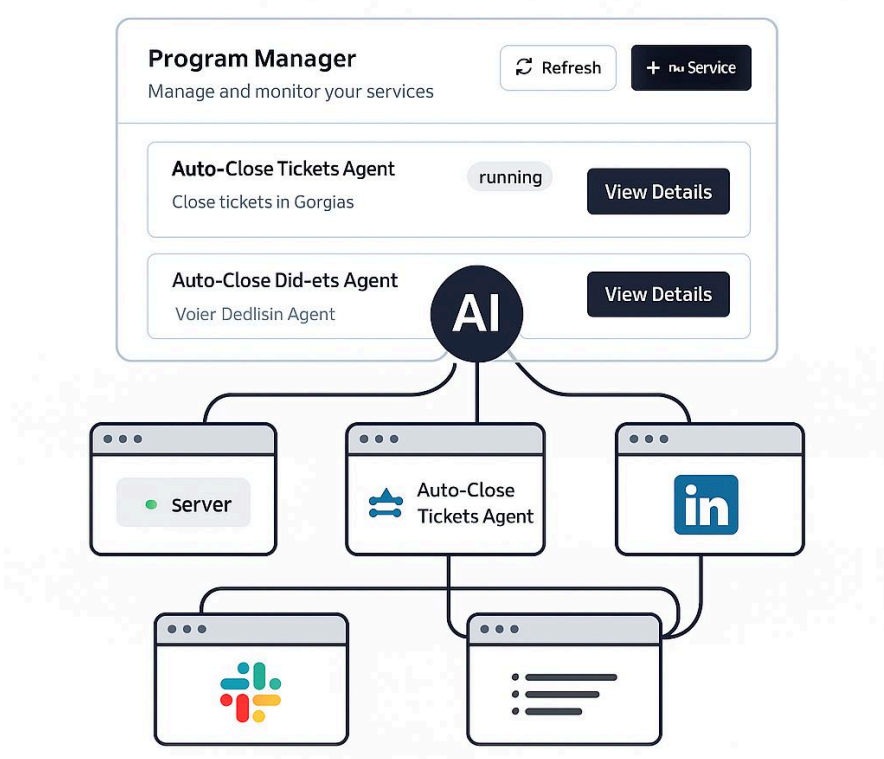 Program Manager
Manage and monitor your services
Refresh
+ Service
Auto-Close Tickets Agent
Close tickets in Gorgias
running
View Details
Auto-Close Did-ets Agent
Voier Dedlisin Agent
View Details
AI
server
Auto-Close
Tickets Agent
in